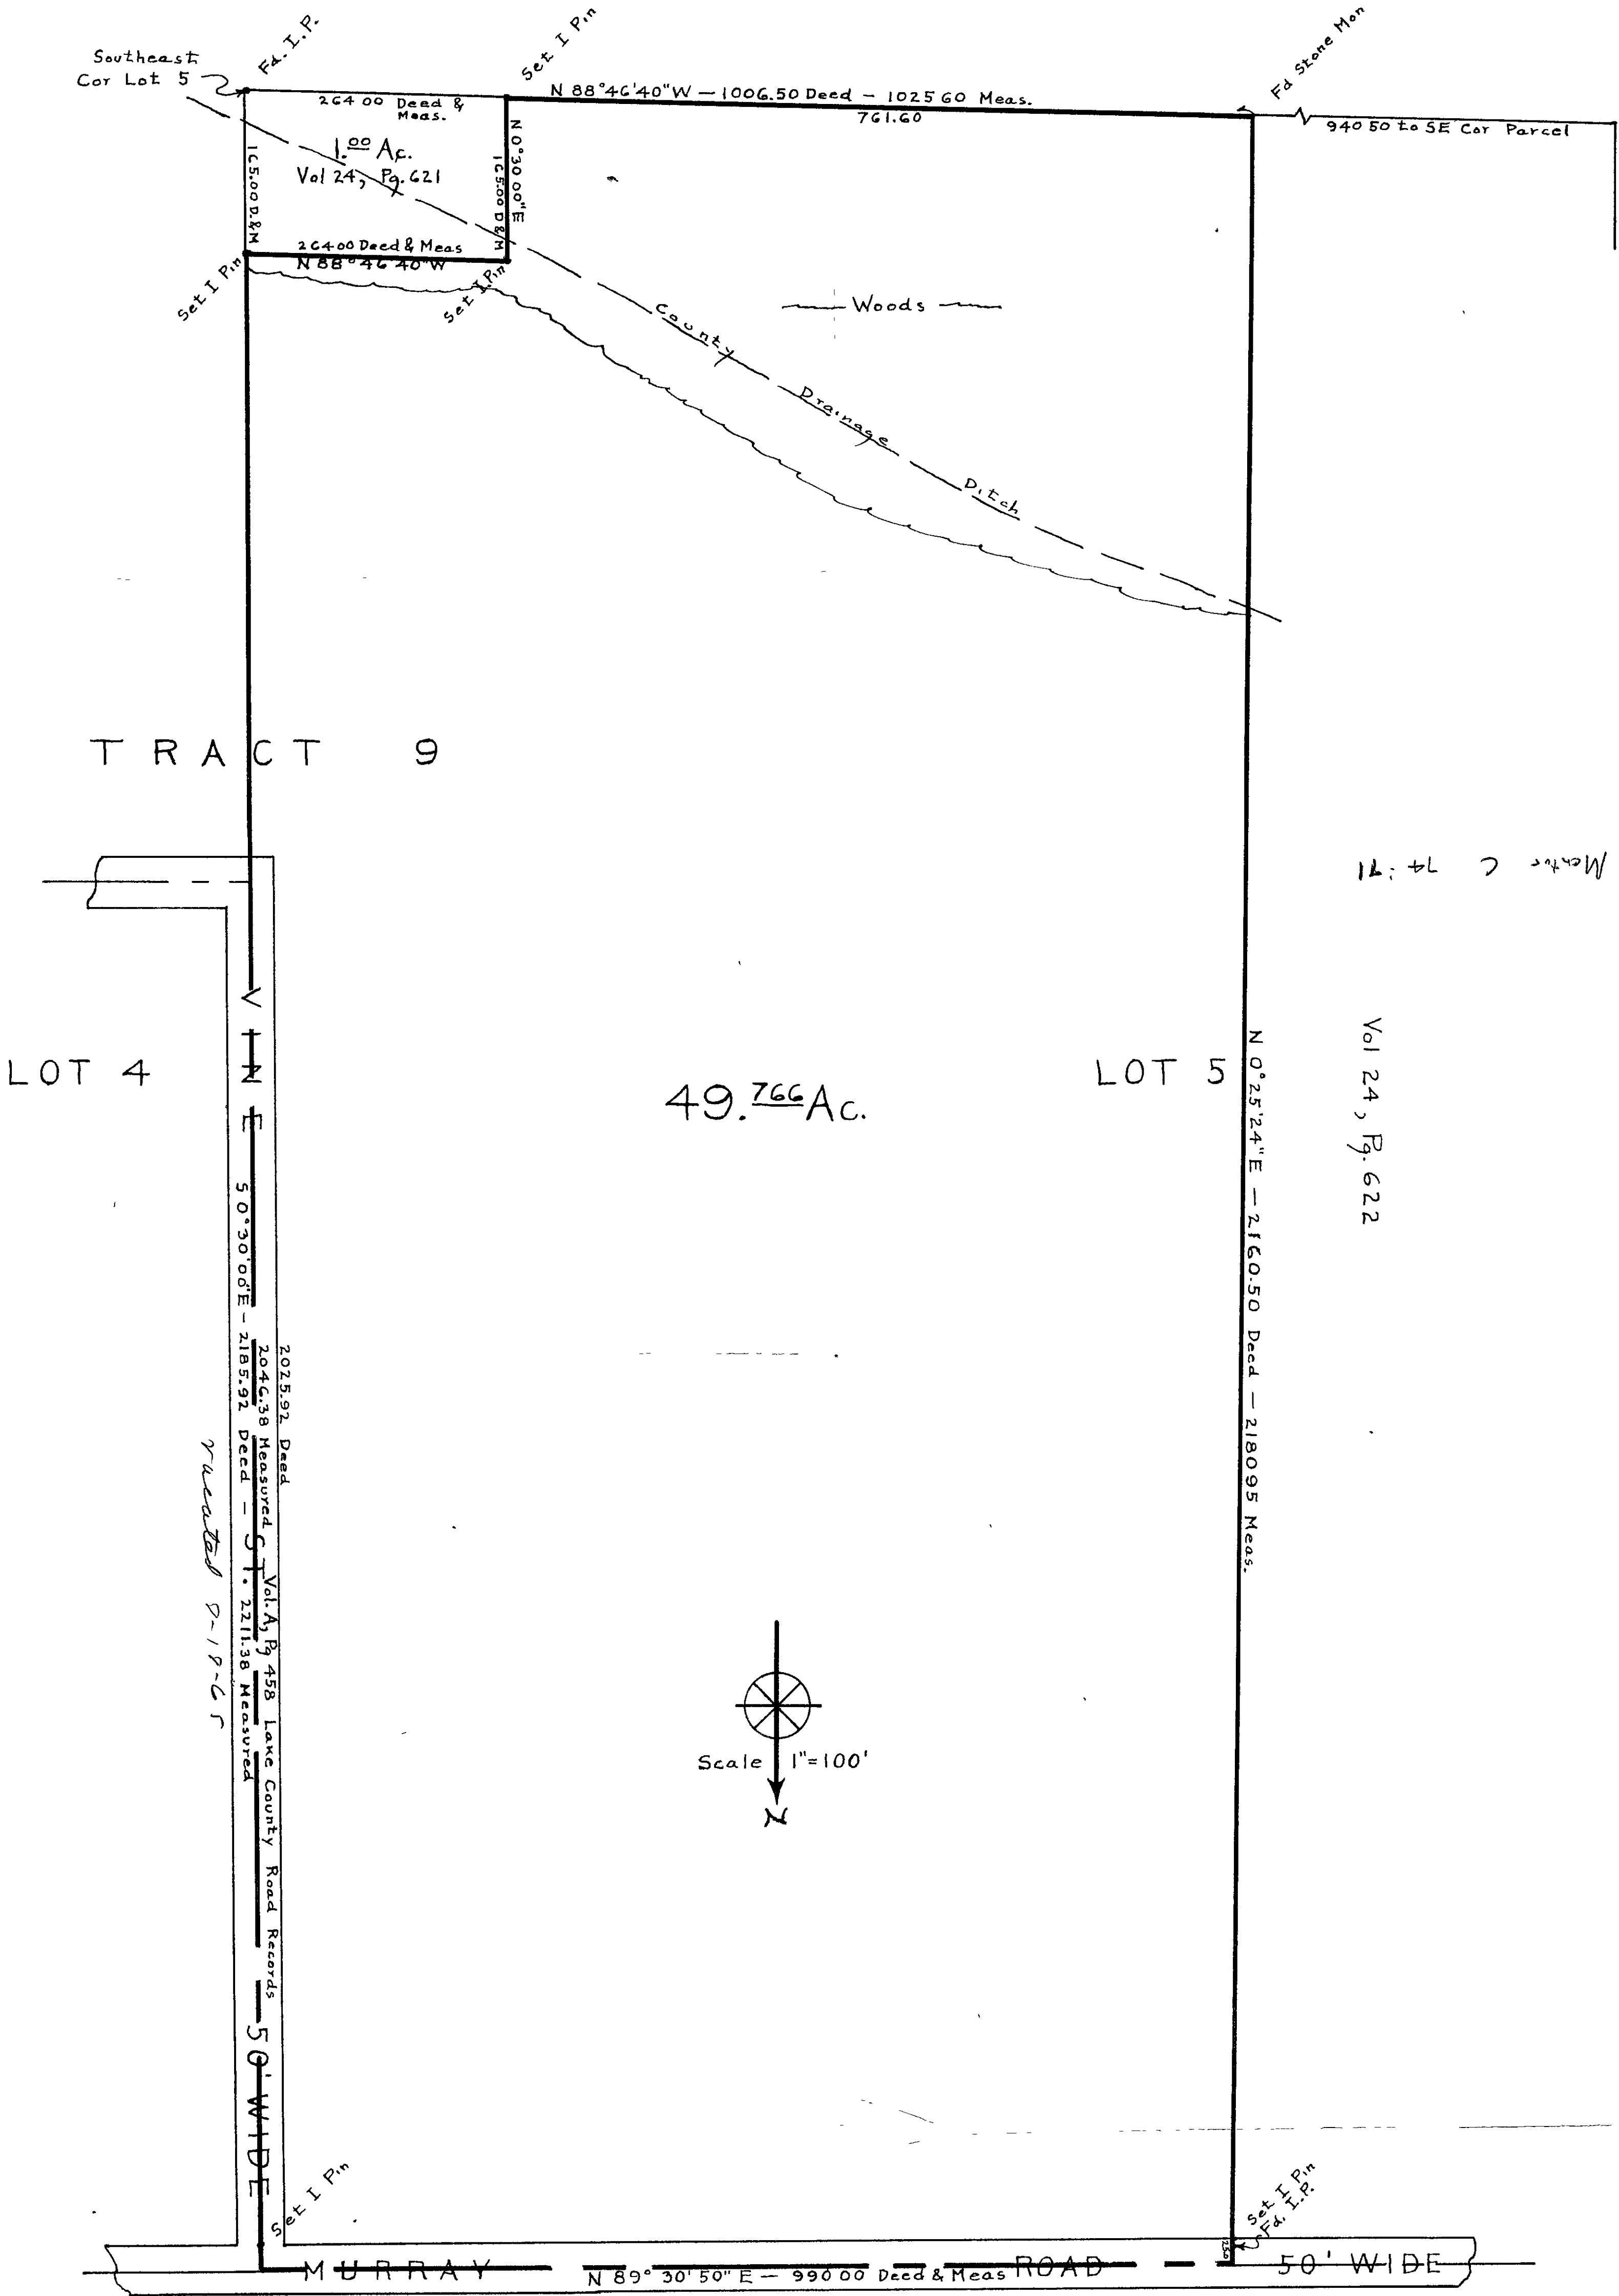 Southeast
Cor Lot 5
Fd. I.P.
Set I Pin
Fd Stone Mon
264 00 Deed &
Meas.
N 88°46'40"W — 1006.50 Deed — 1025 60 Meas.
761.60
940 50 to SE Cor Parcel
1.00 Ac.
Vol 24, Pg. 621
165.00 D.&M
N 0°30 00"E
165.00 D&M
264 00 Deed & Meas
N 88° 46 40"W
Set I Pin
Set I Pin
Woods
County
Drainage
Ditch
TRACT 9
Mentor C 74: 71
LOT 4
LOT 5
49.766 Ac.
Vol 24, Pg. 622
N 0°25'24"E — 2160.50 Deed — 2180 95 Meas.
VINE ST. 50' WIDE
S 0°30'00"E - 2185.92 Deed — 2211.38 Measured
2025.92 Deed
2046.38 Measured
Vol. A, Pg 458 Lake County Road Records
vacated
Scale 1"=100'
N
Set I Pin
Set I Pin
Fd. I.P.
MURRAY ROAD 50' WIDE
N 89° 30'50" E — 990 00 Deed & Meas